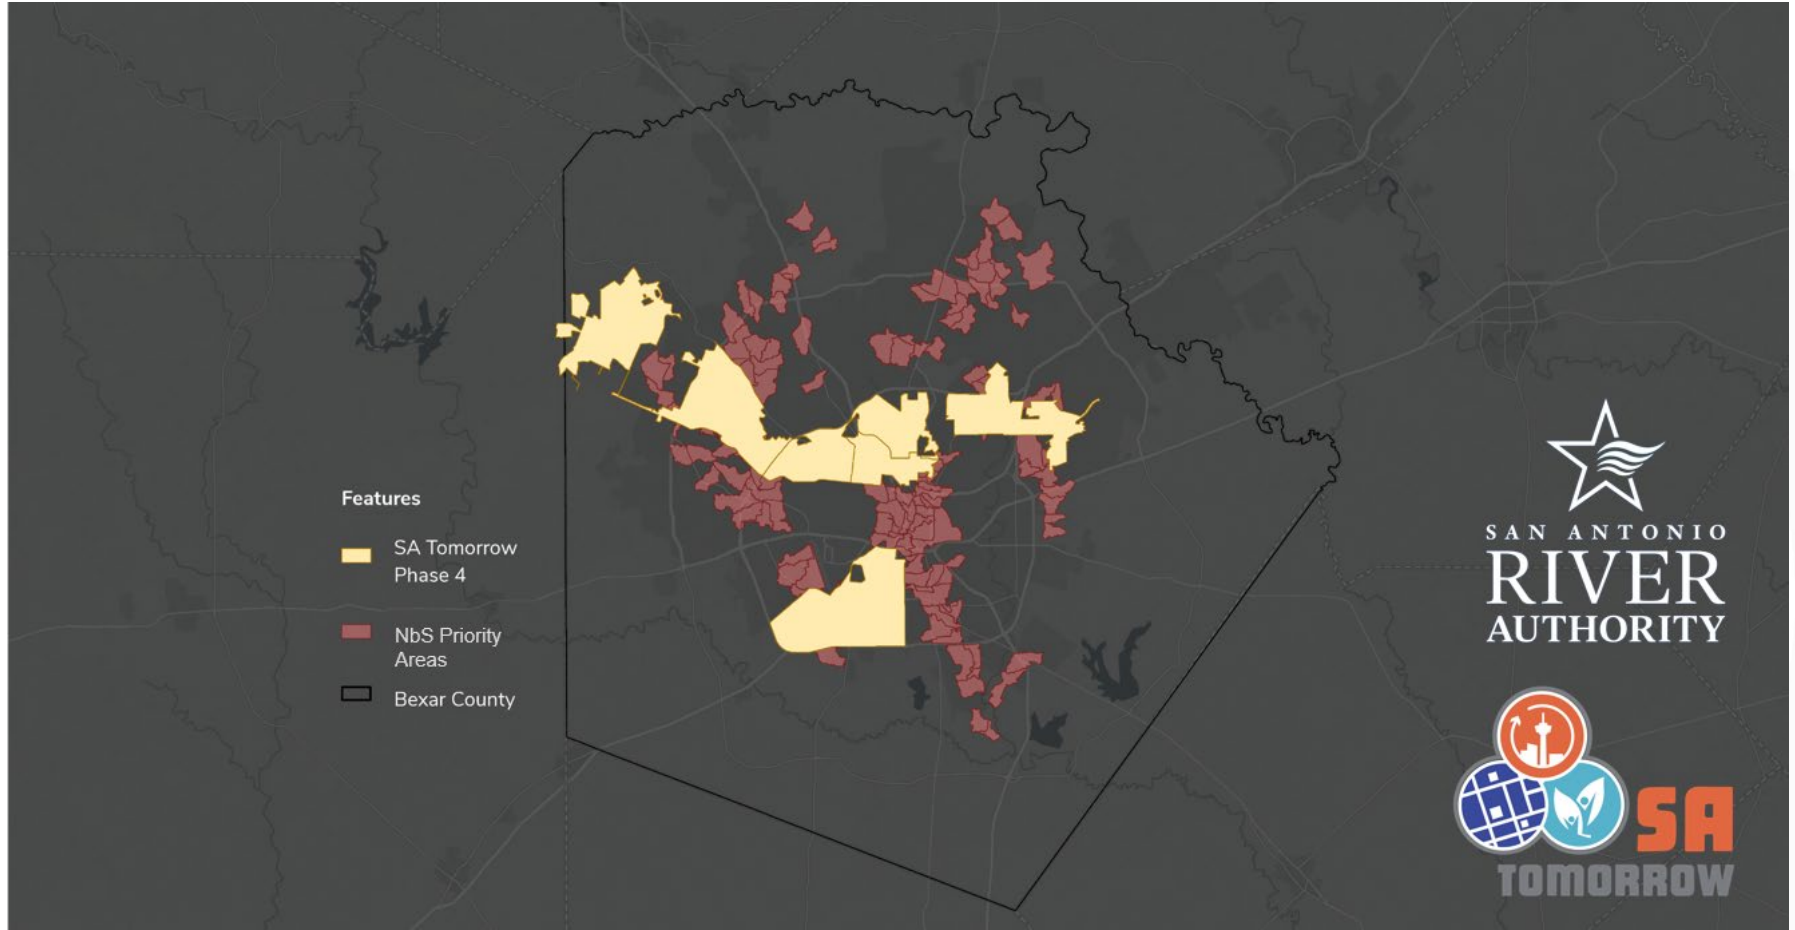 Features
SA Tomorrow
Phase 4
NbS Priority
Areas
Bexar County
SAN ANTONIO
RIVER
AUTHORITY
SA
TOMORROW